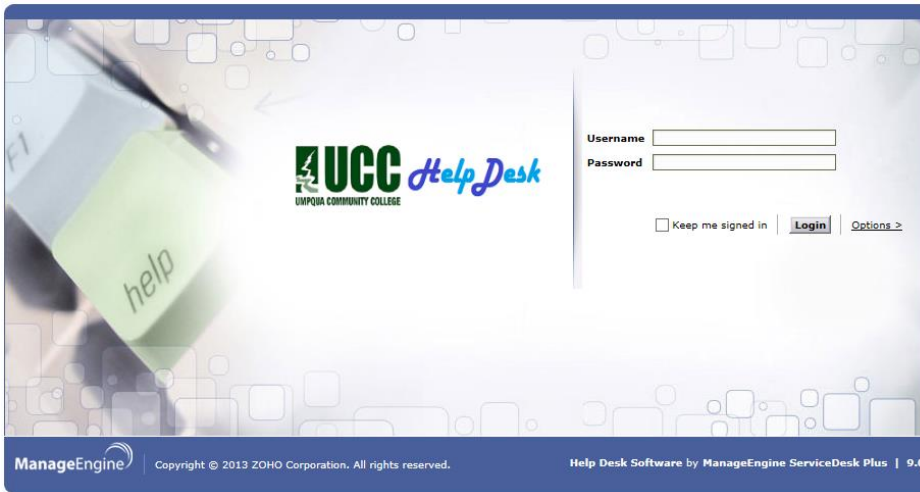 F1
help
UCC Help Desk
UMPQUA COMMUNITY COLLEGE
Username
Password
Keep me signed in Login Options >
ManageEngine Copyright © 2013 ZOHO Corporation. All rights reserved. Help Desk Software by ManageEngine ServiceDesk Plus | 9.